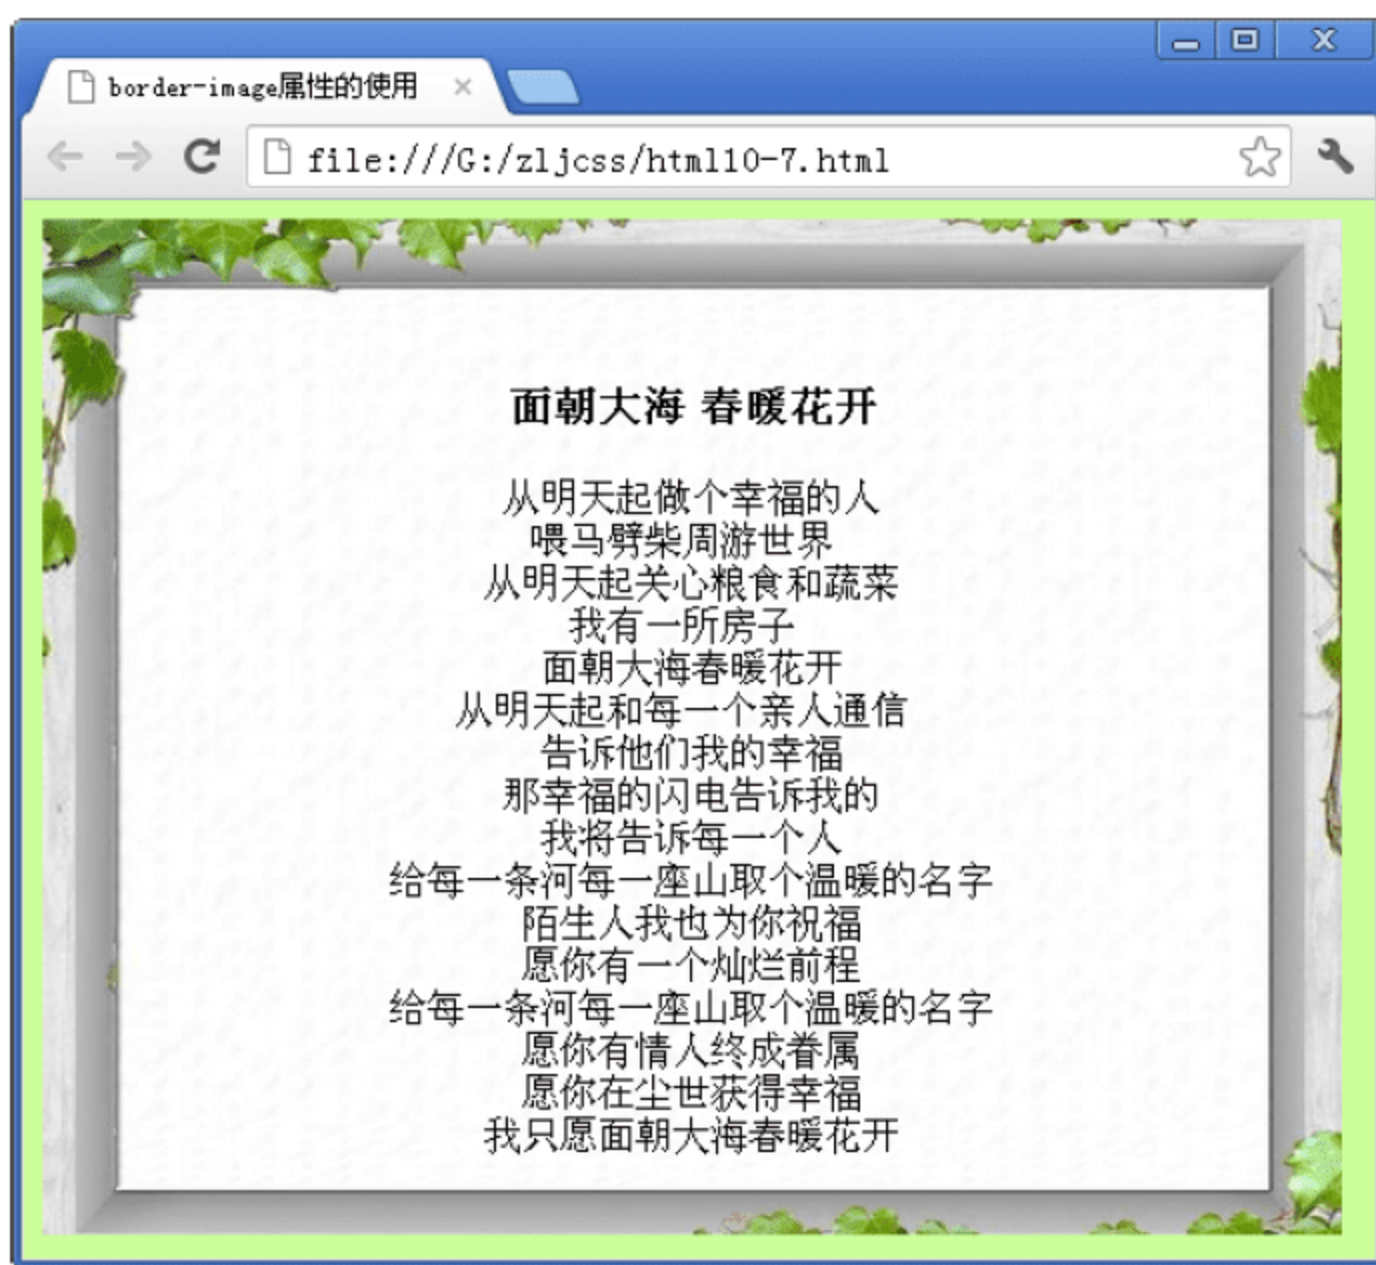 border-image属性的使用
file:///G:/zljcss/html10-7.html
面朝大海 春暖花开
从明天起做个幸福的人
喂马劈柴周游世界
从明天起关心粮食和蔬菜
我有一所房子
面朝大海春暖花开
从明天起和每一个亲人通信
告诉他们我的幸福
那幸福的闪电告诉我的
我将告诉每一个人
给每一条河每一座山取个温暖的名字
陌生人我也为你祝福
愿你有一个灿烂前程
给每一条河每一座山取个温暖的名字
愿你有情人终成眷属
愿你在尘世获得幸福
我只愿面朝大海春暖花开